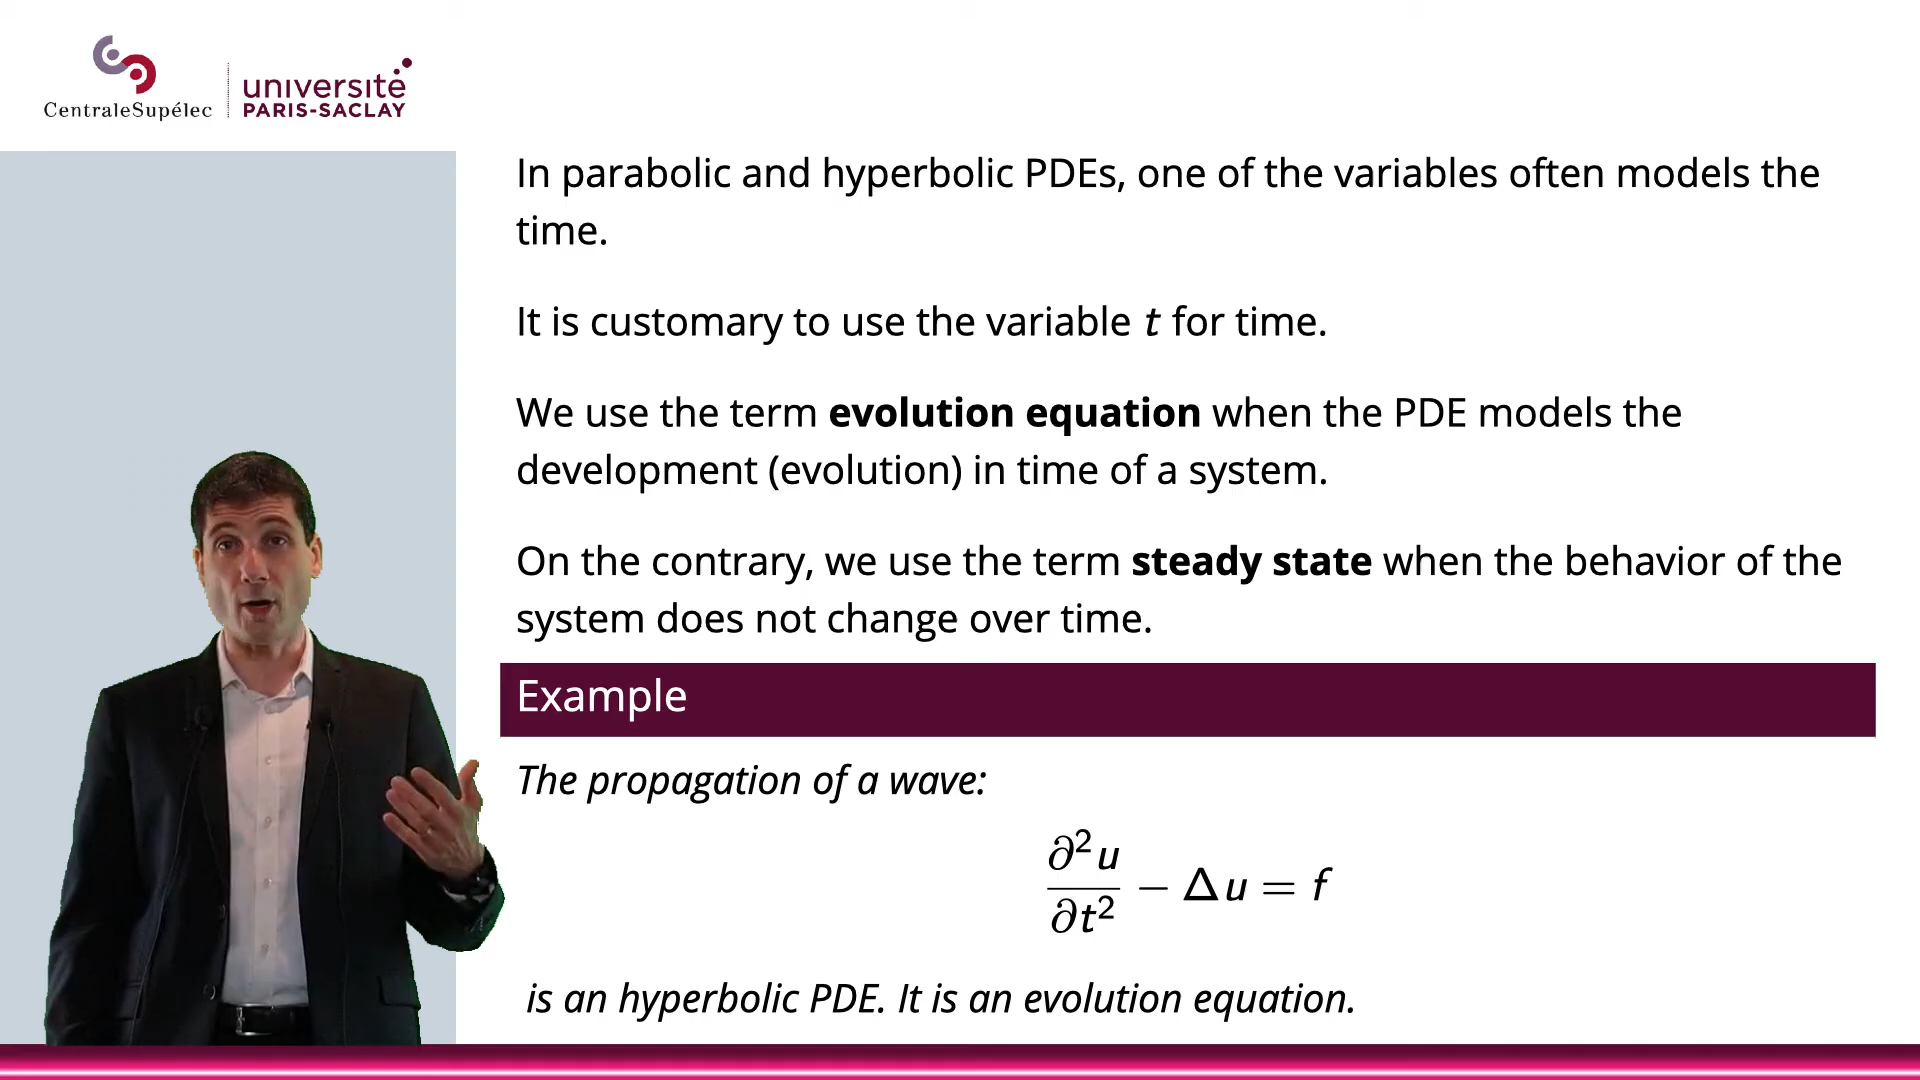 CentraleSupélec
université
PARIS-SACLAY
In parabolic and hyperbolic PDEs, one of the variables often models the
time.
It is customary to use the variable t for time.
We use the term evolution equation when the PDE models the
development (evolution) in time of a system.
On the contrary, we use the term steady state when the behavior of the
system does not change over time.
Example
The propagation of a wave:
∂²u/∂t² − Δu = f
is an hyperbolic PDE. It is an evolution equation.